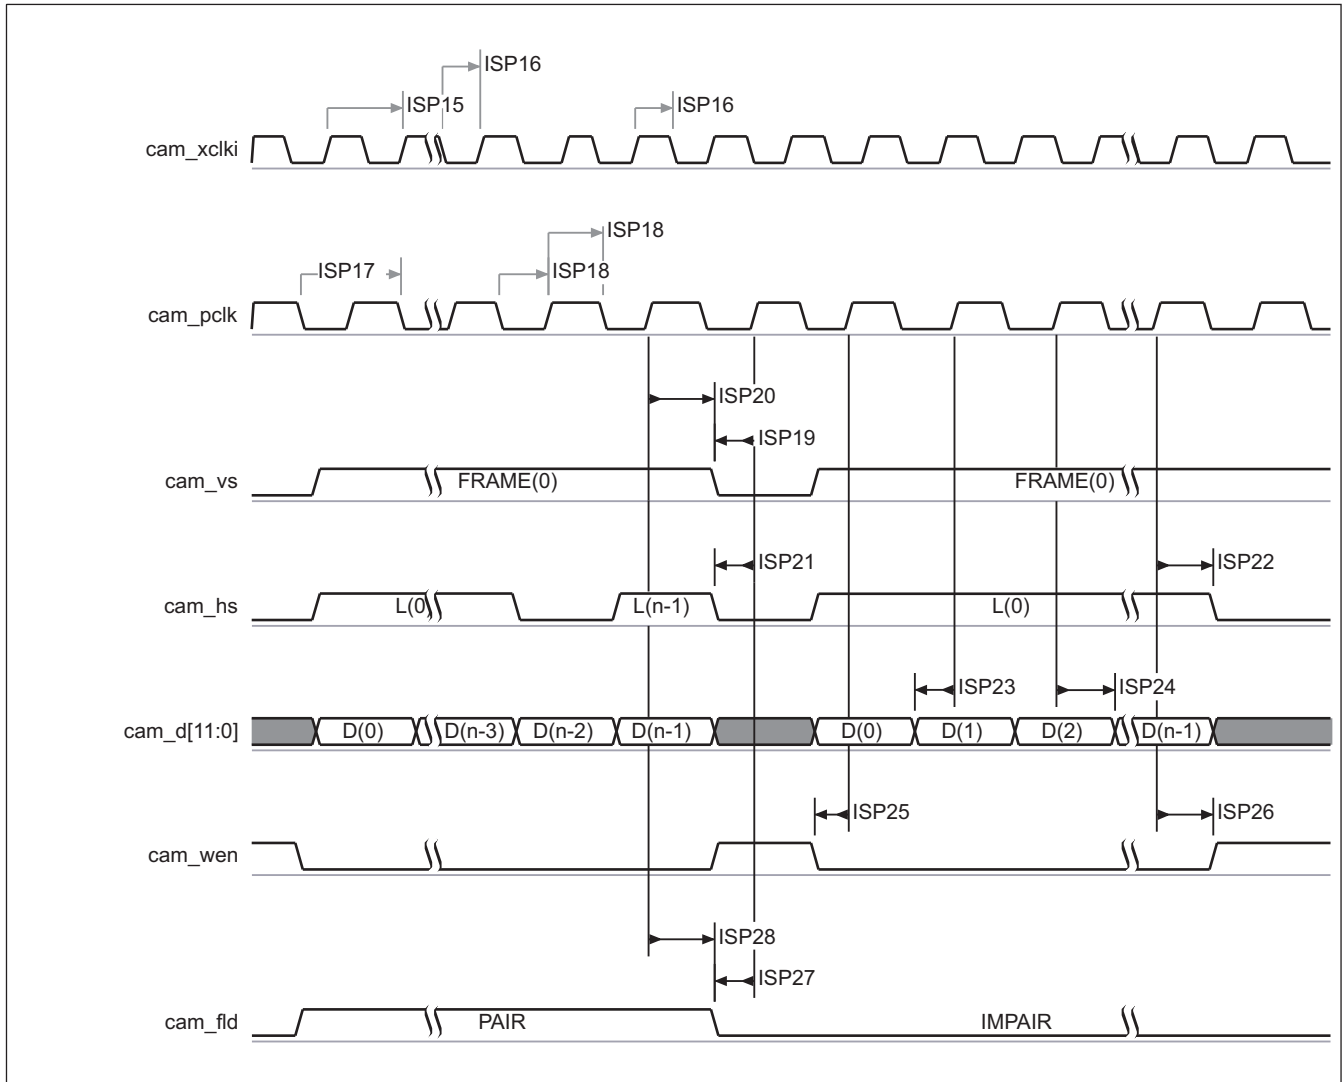 ISP16
ISP15
ISP16
cam_xclki
ISP18
ISP17
ISP18
cam_pclk
ISP20
ISP19
cam_vs
FRAME(0)
FRAME(0)
ISP21
ISP22
cam_hs
L(0)
L(n-1)
L(0)
ISP23
ISP24
cam_d[11:0]
D(0)
D(n-3)
D(n-2)
D(n-1)
D(0)
D(1)
D(2)
D(n-1)
ISP25
ISP26
cam_wen
ISP28
ISP27
cam_fld
PAIR
IMPAIR